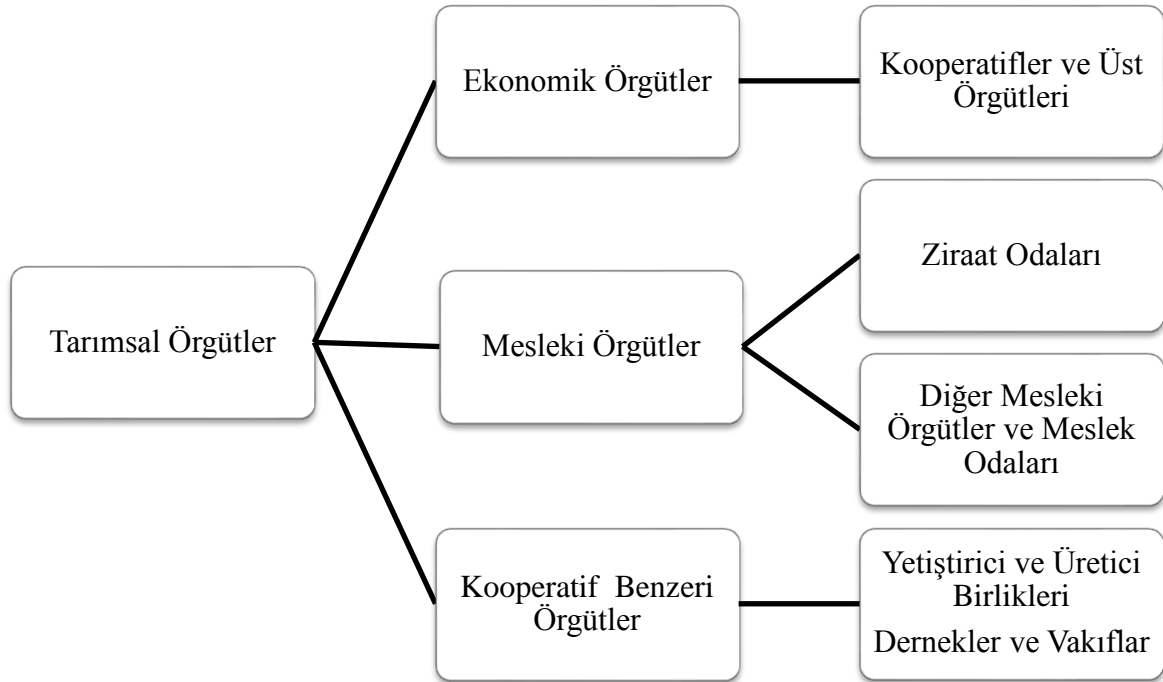 Tarımsal Örgütler
Ekonomik Örgütler
Kooperatifler ve Üst
Örgütleri
Mesleki Örgütler
Ziraat Odaları
Diğer Mesleki
Örgütler ve Meslek
Odaları
Kooperatif Benzeri
Örgütler
Yetiştirici ve Üretici
Birlikleri
Dernekler ve Vakıflar